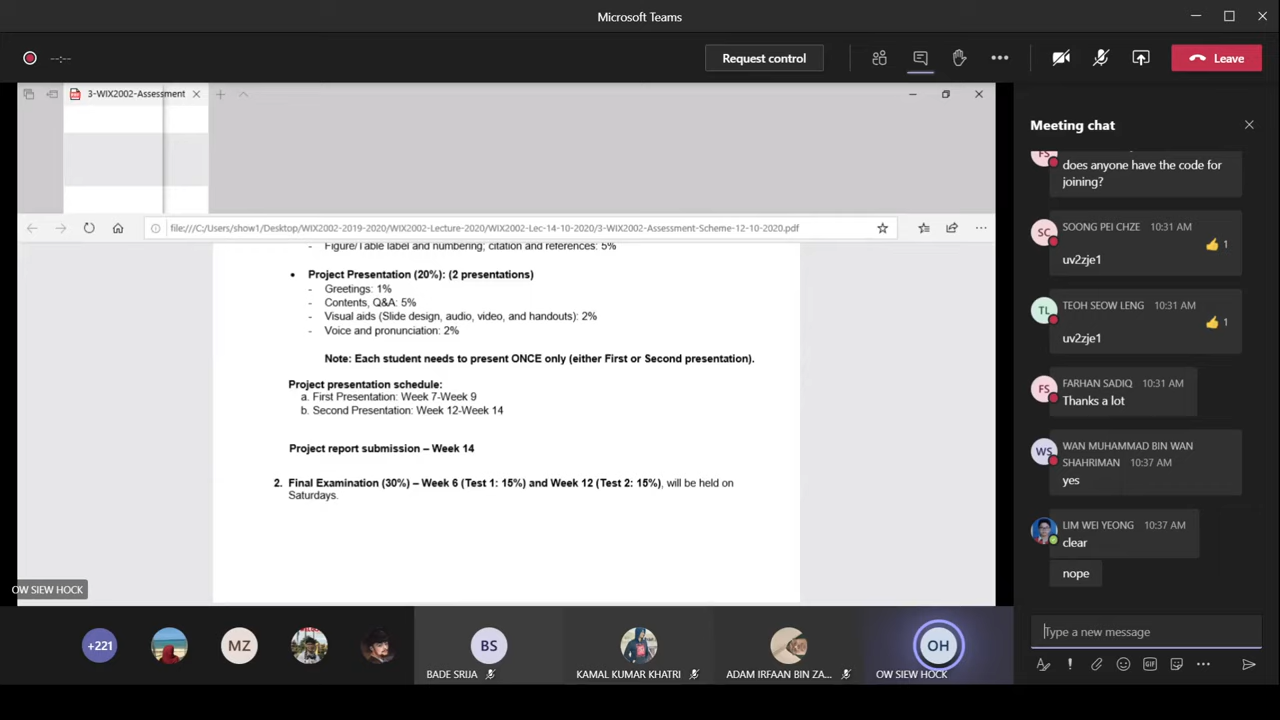 Microsoft Teams
--:--
Request control
Leave
3-WIX2002-Assessment
file:///C:/Users/show1/Desktop/WIX2002-2019-2020/WIX2002-Lecture-2020/WIX2002-Lec-14-10-2020/3-WIX2002-Assessment-Scheme-12-10-2020.pdf
- Figure/Table label and numbering; citation and references: 5%
• Project Presentation (20%): (2 presentations)
- Greetings: 1%
- Contents, Q&A: 5%
- Visual aids (Slide design, audio, video, and handouts): 2%
- Voice and pronunciation: 2%
Note: Each student needs to present ONCE only (either First or Second presentation).
Project presentation schedule:
a. First Presentation: Week 7-Week 9
b. Second Presentation: Week 12-Week 14
Project report submission – Week 14
2. Final Examination (30%) – Week 6 (Test 1: 15%) and Week 12 (Test 2: 15%), will be held on
Saturdays.
OW SIEW HOCK
+221
MZ
BS
BADE SRIJA
KAMAL KUMAR KHATRI
ADAM IRFAAN BIN ZA...
OH
OW SIEW HOCK
Meeting chat
FS
does anyone have the code for
joining?
SC
SOONG PEI CHZE 10:31 AM
1
uv2zje1
TL
TEOH SEOW LENG 10:31 AM
1
uv2zje1
FS
FARHAN SADIQ 10:31 AM
Thanks a lot
WS
WAN MUHAMMAD BIN WAN
SHAHRIMAN 10:37 AM
yes
LIM WEI YEONG 10:37 AM
clear
nope
Type a new message
GIF